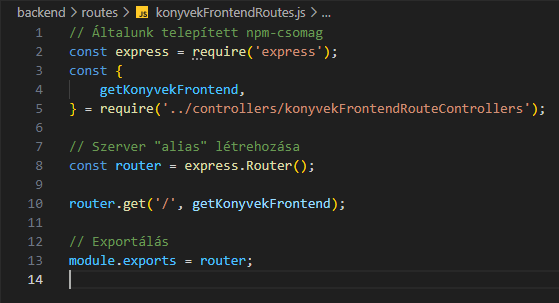 backend > routes > JS konyvekFrontendRoutes.js > ...
1 // Általunk telepített npm-csomag
2 const express = require('express');
3 const {
4 getKonyvekFrontend,
5 } = require('../controllers/konyvekFrontendRouteControllers');
6
7 // Szerver "alias" létrehozása
8 const router = express.Router();
9
10 router.get('/', getKonyvekFrontend);
11
12 // Exportálás
13 module.exports = router;
14